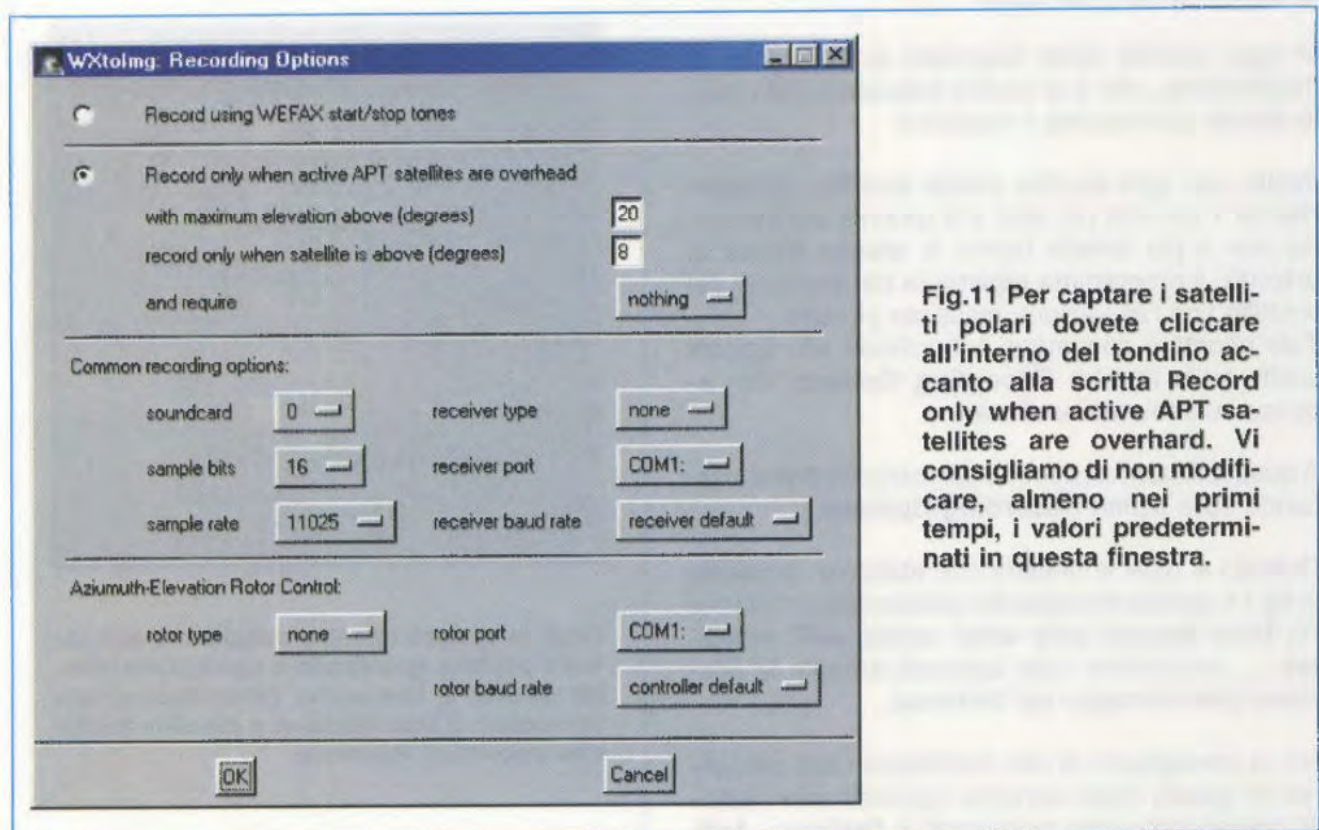 WXtoImg: Recording Options
Record using WEFAX start/stop tones
Record only when active APT satellites are overhead
with maximum elevation above (degrees) 20
record only when satellite is above (degrees) 8
and require nothing
Common recording options:
soundcard 0 receiver type none
sample bits 16 receiver port COM1:
sample rate 11025 receiver baud rate receiver default
Aziumuth-Elevation Rotor Control:
rotor type none rotor port COM1:
rotor baud rate controller default
OK Cancel
Fig.11 Per captare i satelli-
ti polari dovete cliccare
all'interno del tondino ac-
canto alla scritta Record
only when active APT sa-
tellites are overhard. Vi
consigliamo di non modifi-
care, almeno nei primi
tempi, i valori predetermi-
nati in questa finestra.